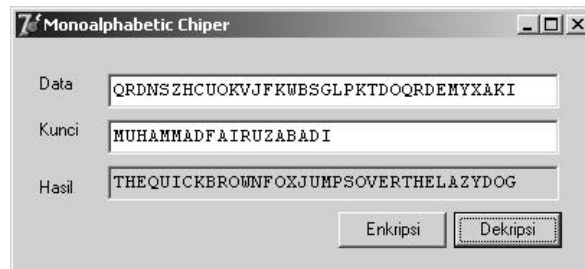 Monoalphabetic Chiper
Data QRDNSZHCUOKVJFKWBSGLPKTDOQRDEMYXAKI
Kunci MUHAMMADFAIRUZABADI
Hasil THEQUICKBROWNFOXJUMPSOVERTHELAZYDOG
Enkripsi Dekripsi